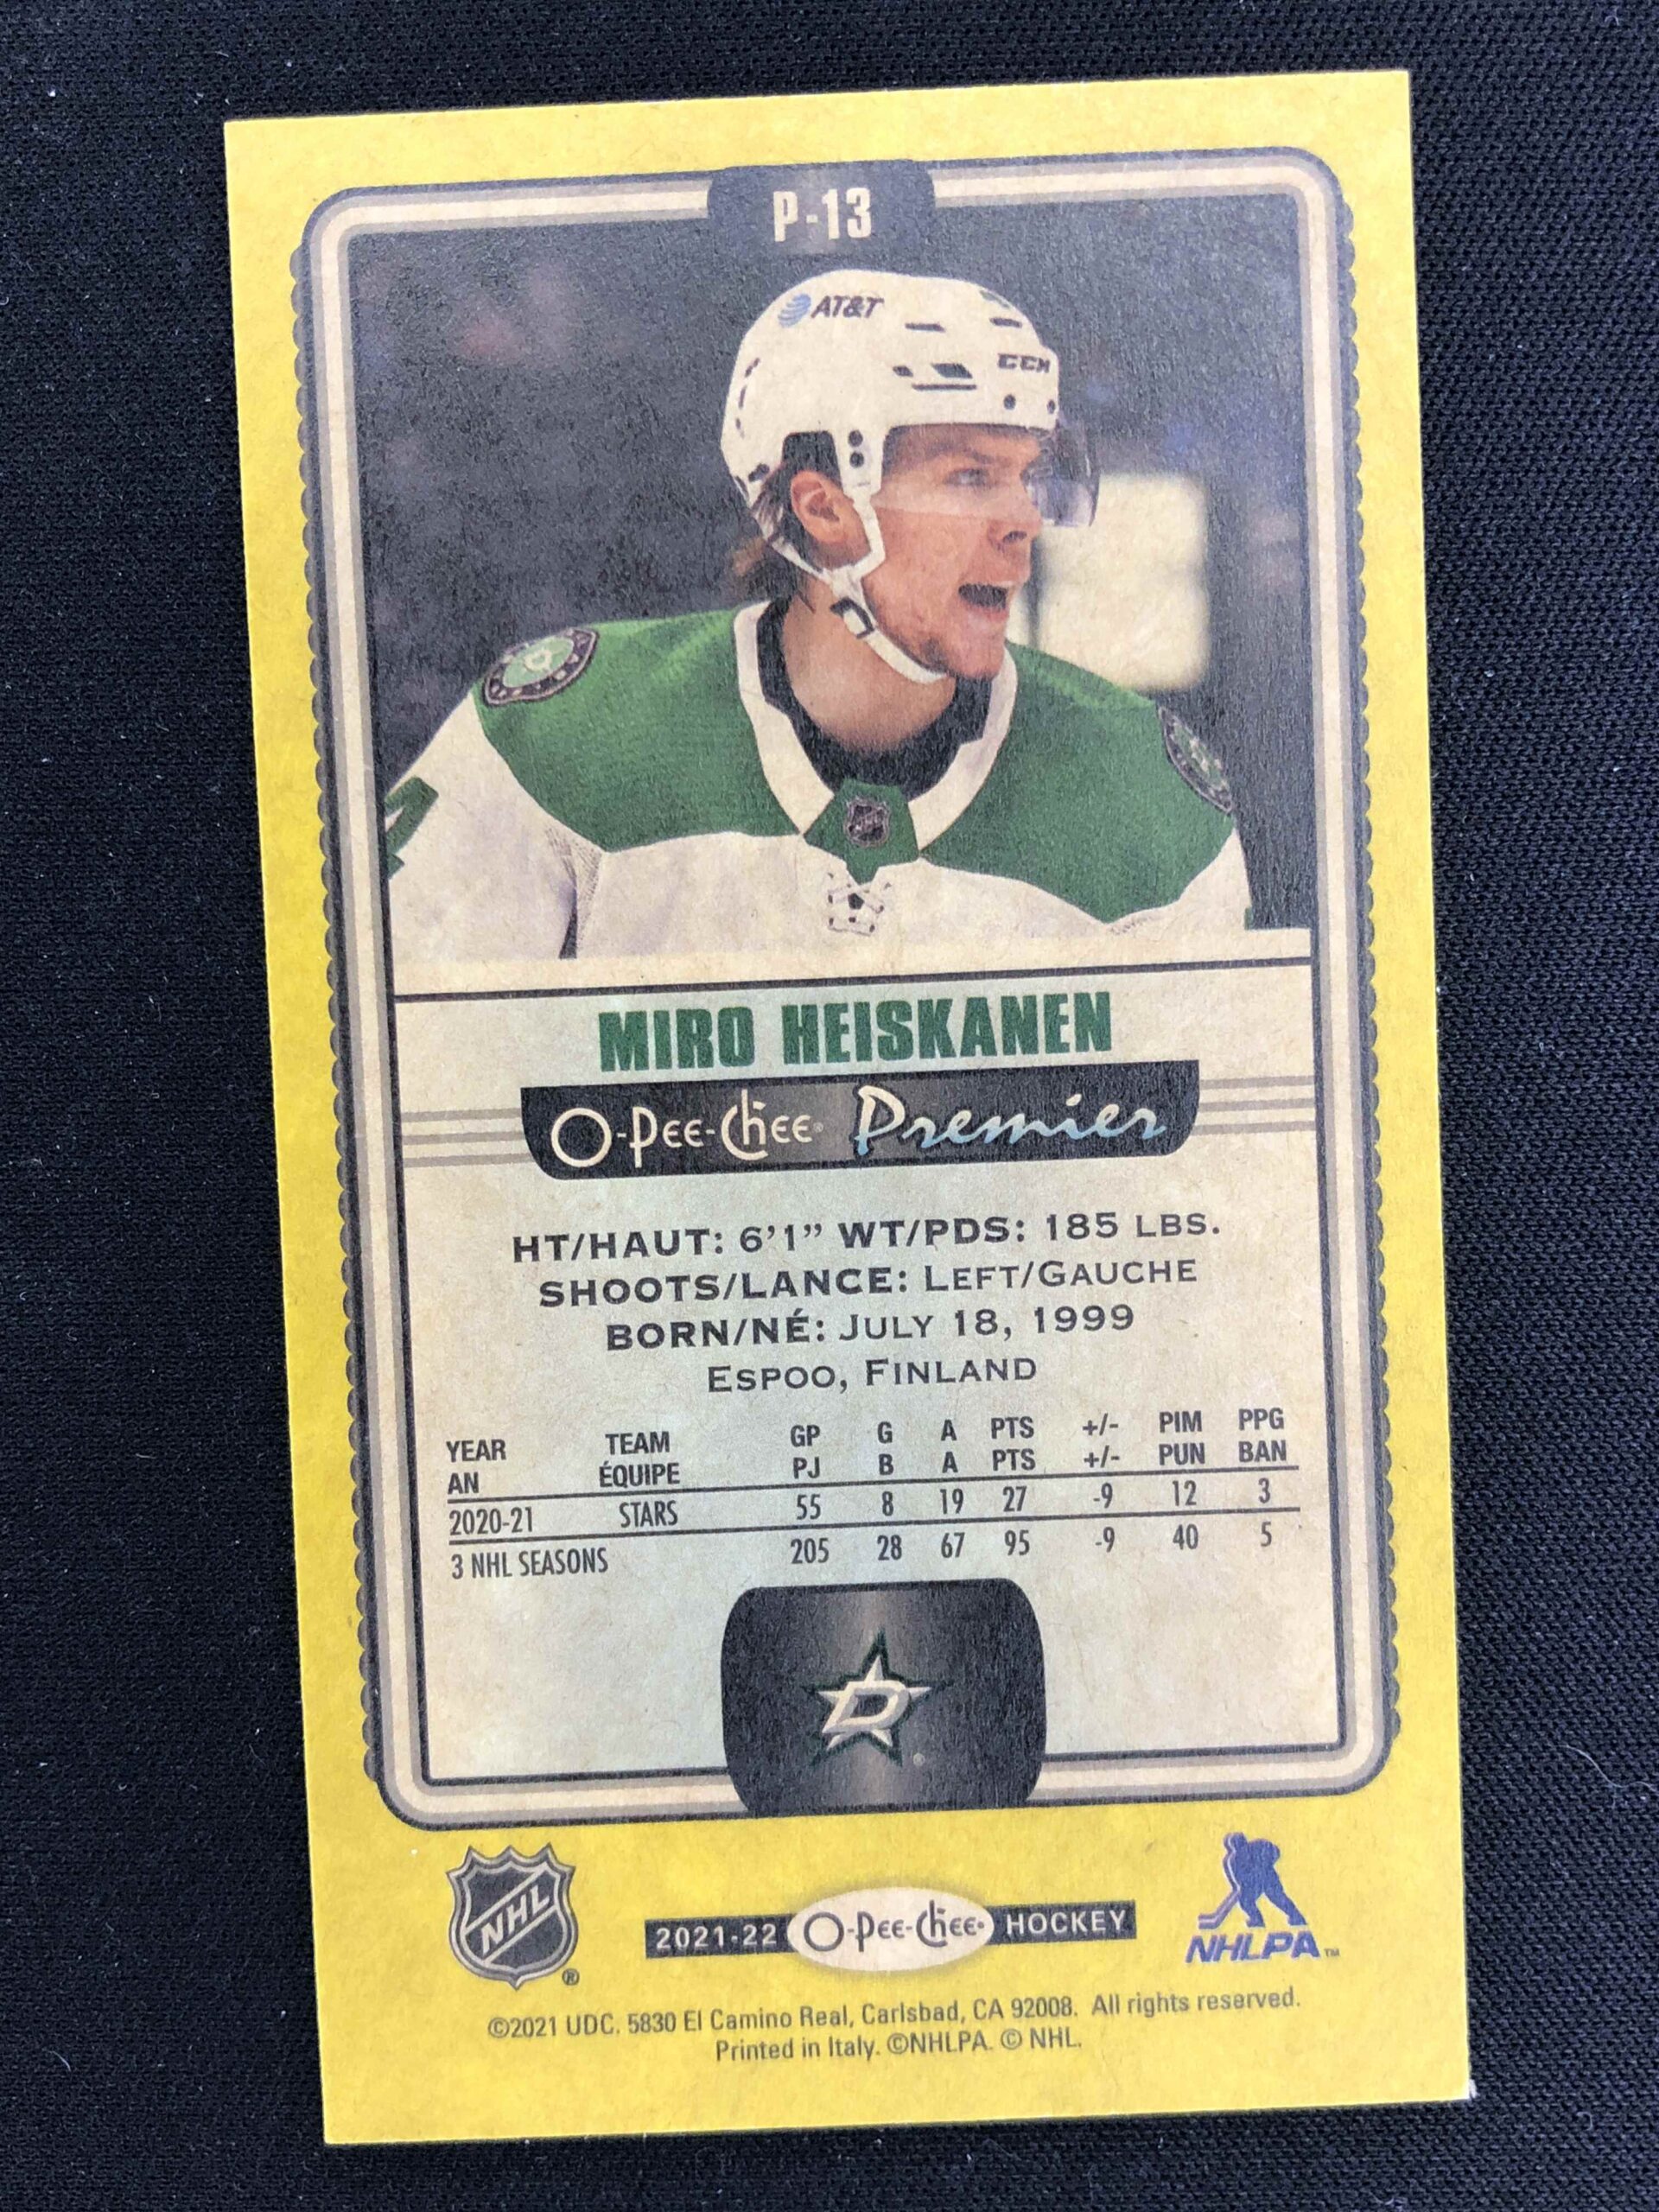 P-13
AT&T
CCM
4
MIRO HEISKANEN
O-Pee-Chee® Premier
HT/HAUT: 6'1” WT/PDS: 185 LBS.
SHOOTS/LANCE: LEFT/GAUCHE
BORN/NÉ: JULY 18, 1999
ESPOO, FINLAND
YEAR TEAM GP G A PTS +/- PIM PPG
AN ÉQUIPE PJ B A PTS +/- PUN BAN
2020-21 STARS 55 8 19 27 -9 12 3
3 NHL SEASONS 205 28 67 95 -9 40 5
D ®
NHL ®
2021-22 O-Pee-Chee® HOCKEY
NHLPA™
©2021 UDC. 5830 El Camino Real, Carlsbad, CA 92008. All rights reserved.
Printed in Italy. ©NHLPA. © NHL.